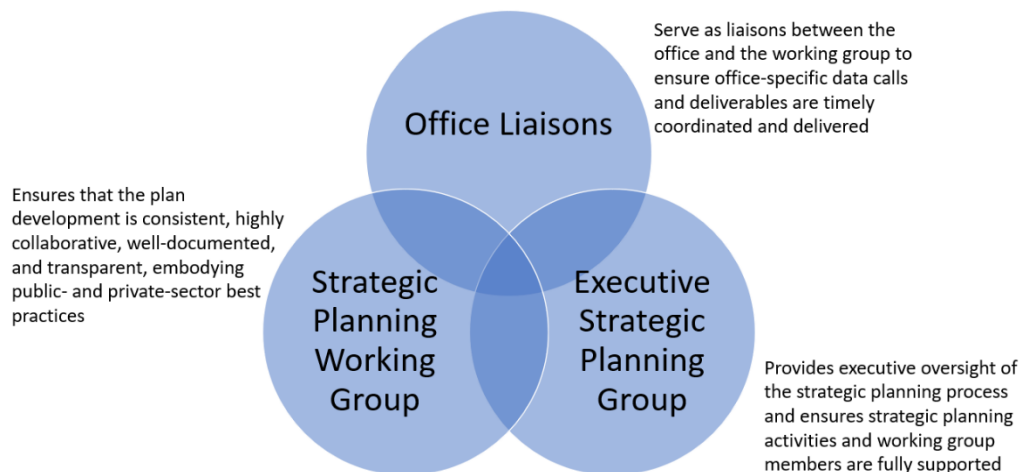 Serve as liaisons between the
office and the working group to
ensure office-specific data calls
and deliverables are timely
coordinated and delivered
Office Liaisons
Ensures that the plan
development is consistent, highly
collaborative, well-documented,
and transparent, embodying
public- and private-sector best
practices
Strategic
Planning
Working
Group
Executive
Strategic
Planning
Group
Provides executive oversight of
the strategic planning process
and ensures strategic planning
activities and working group
members are fully supported